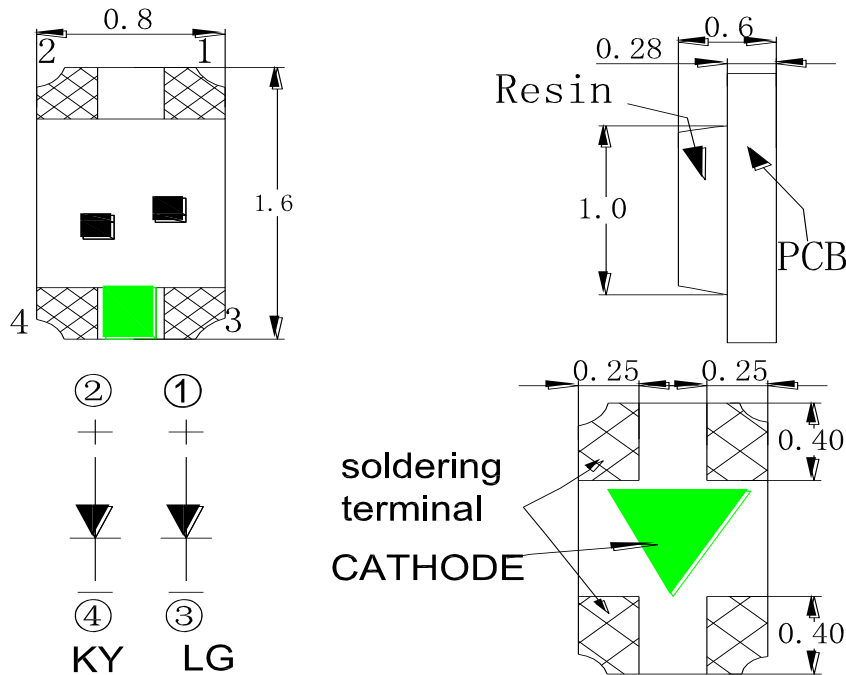 0.8
2
1
1.6
4
3
0.6
0.28
Resin
1.0
PCB
② ①
④ ③
KY LG
0.25 0.25
0.40
soldering
terminal
CATHODE
0.40